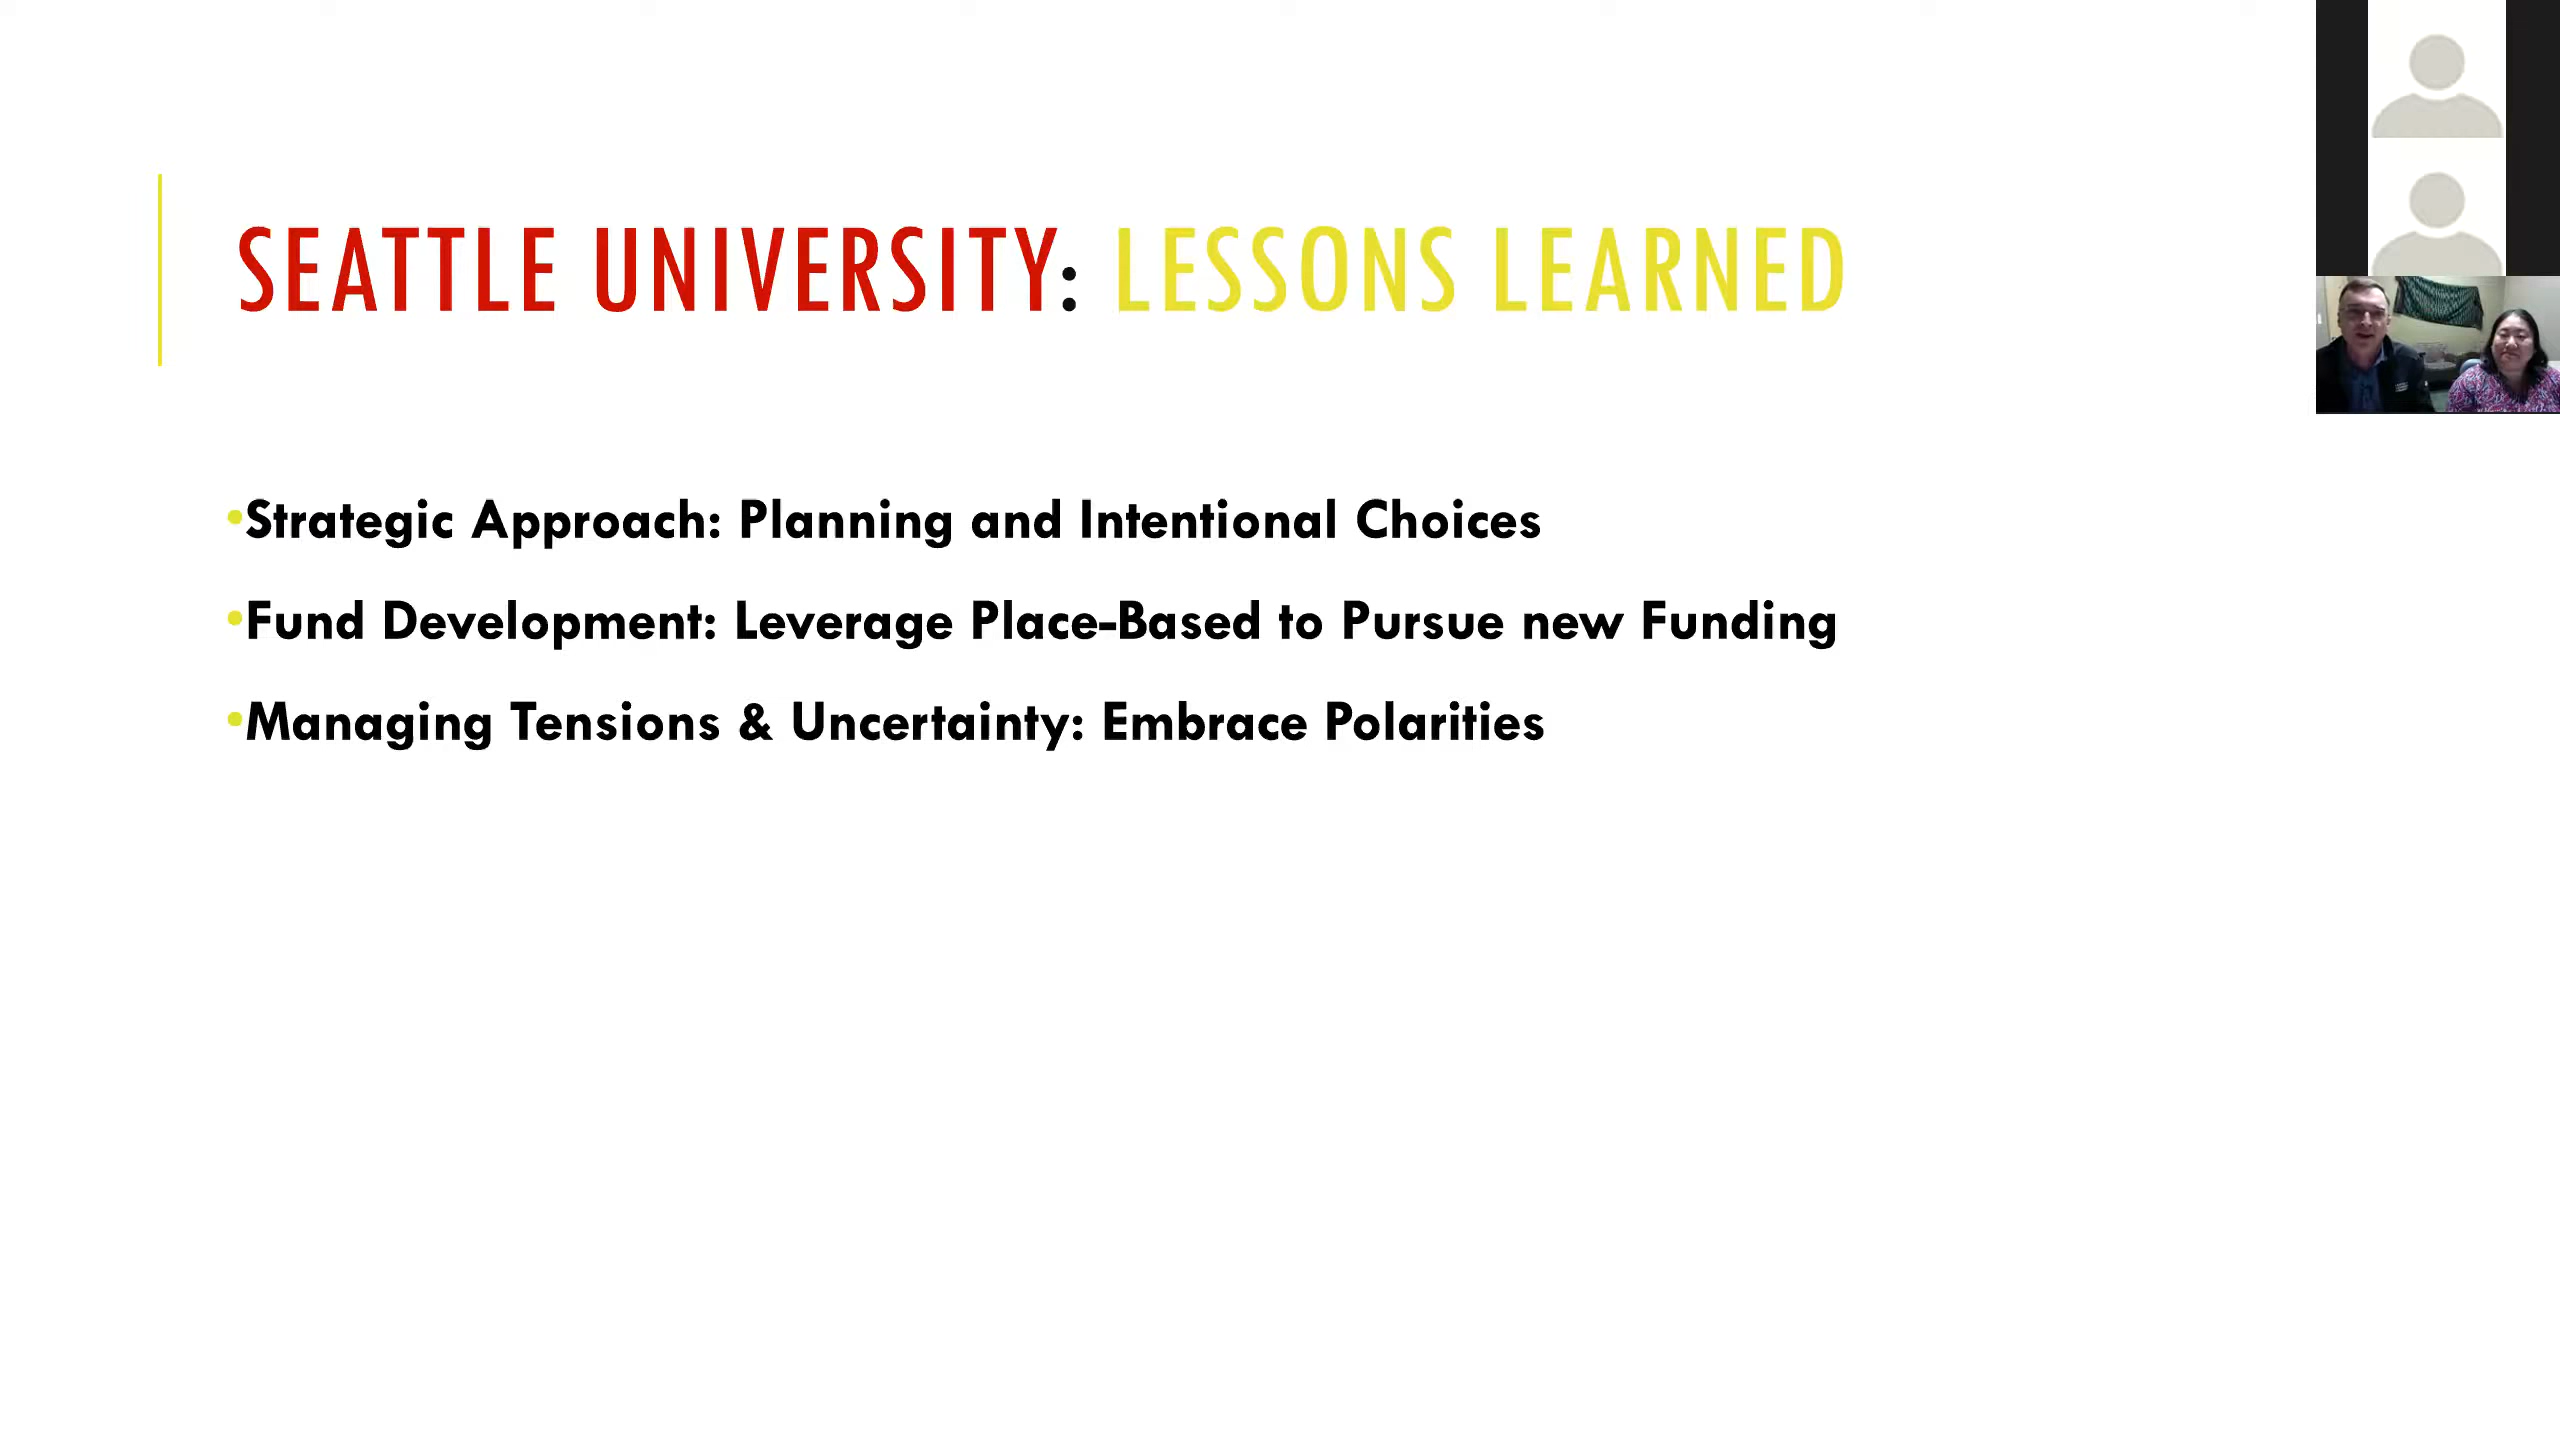 SEATTLE UNIVERSITY: LESSONS LEARNED
•Strategic Approach: Planning and Intentional Choices
•Fund Development: Leverage Place-Based to Pursue new Funding
•Managing Tensions & Uncertainty: Embrace Polarities